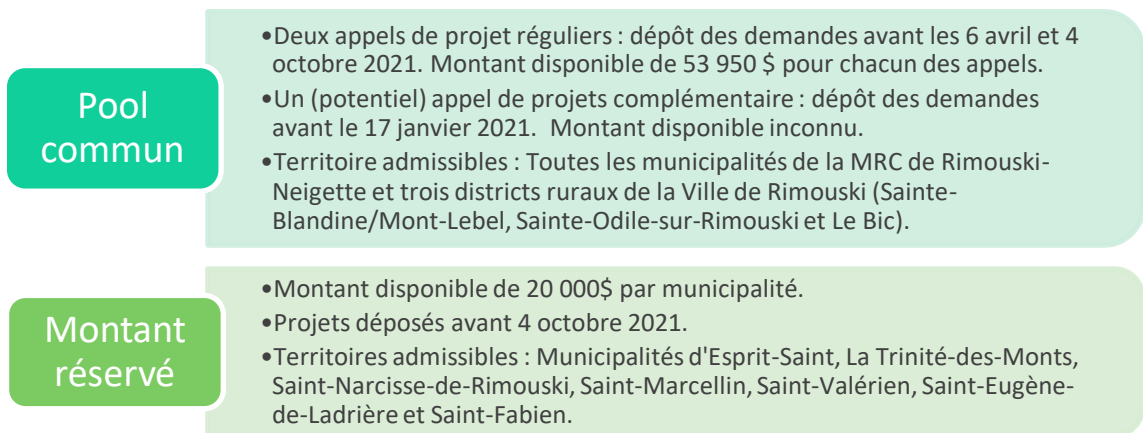 Pool
commun
•Deux appels de projet réguliers : dépôt des demandes avant les 6 avril et 4
octobre 2021. Montant disponible de 53 950 $ pour chacun des appels.
•Un (potentiel) appel de projets complémentaire : dépôt des demandes
avant le 17 janvier 2021.  Montant disponible inconnu.
•Territoire admissibles : Toutes les municipalités de la MRC de Rimouski-
Neigette et trois districts ruraux de la Ville de Rimouski (Sainte-
Blandine/Mont-Lebel, Sainte-Odile-sur-Rimouski et Le Bic).
Montant
réservé
•Montant disponible de 20 000$ par municipalité.
•Projets déposés avant 4 octobre 2021.
•Territoires admissibles : Municipalités d'Esprit-Saint, La Trinité-des-Monts,
Saint-Narcisse-de-Rimouski, Saint-Marcellin, Saint-Valérien, Saint-Eugène-
de-Ladrière et Saint-Fabien.